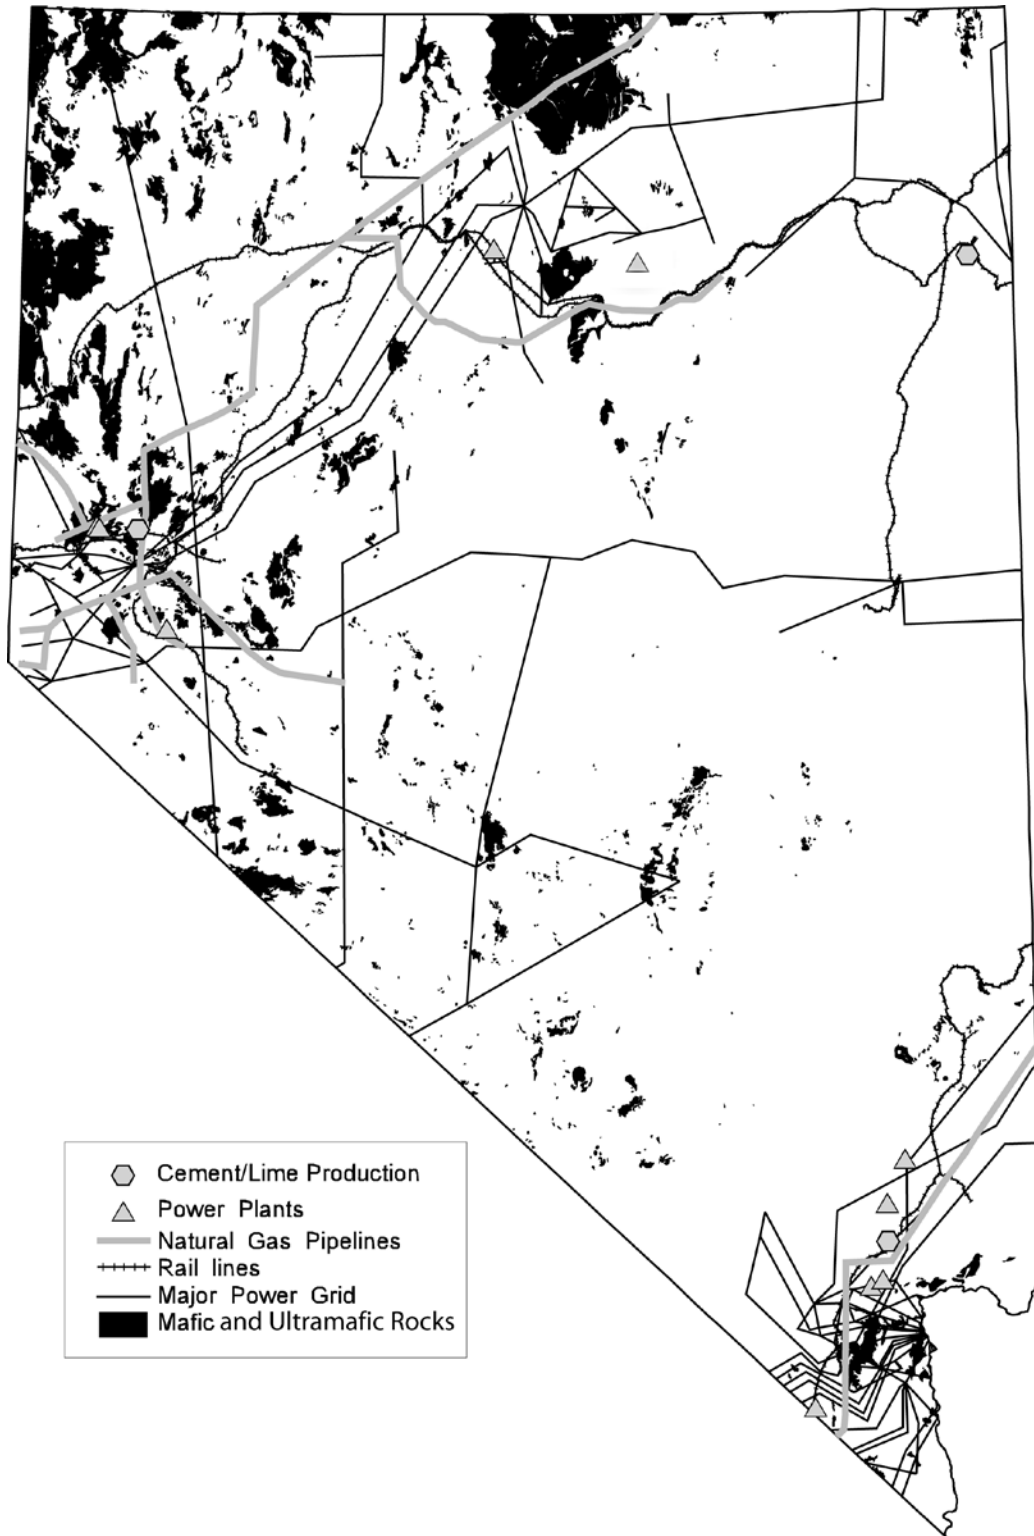 Cement/Lime Production
Power Plants
Natural Gas Pipelines
Rail lines
Major Power Grid
Mafic and Ultramafic Rocks